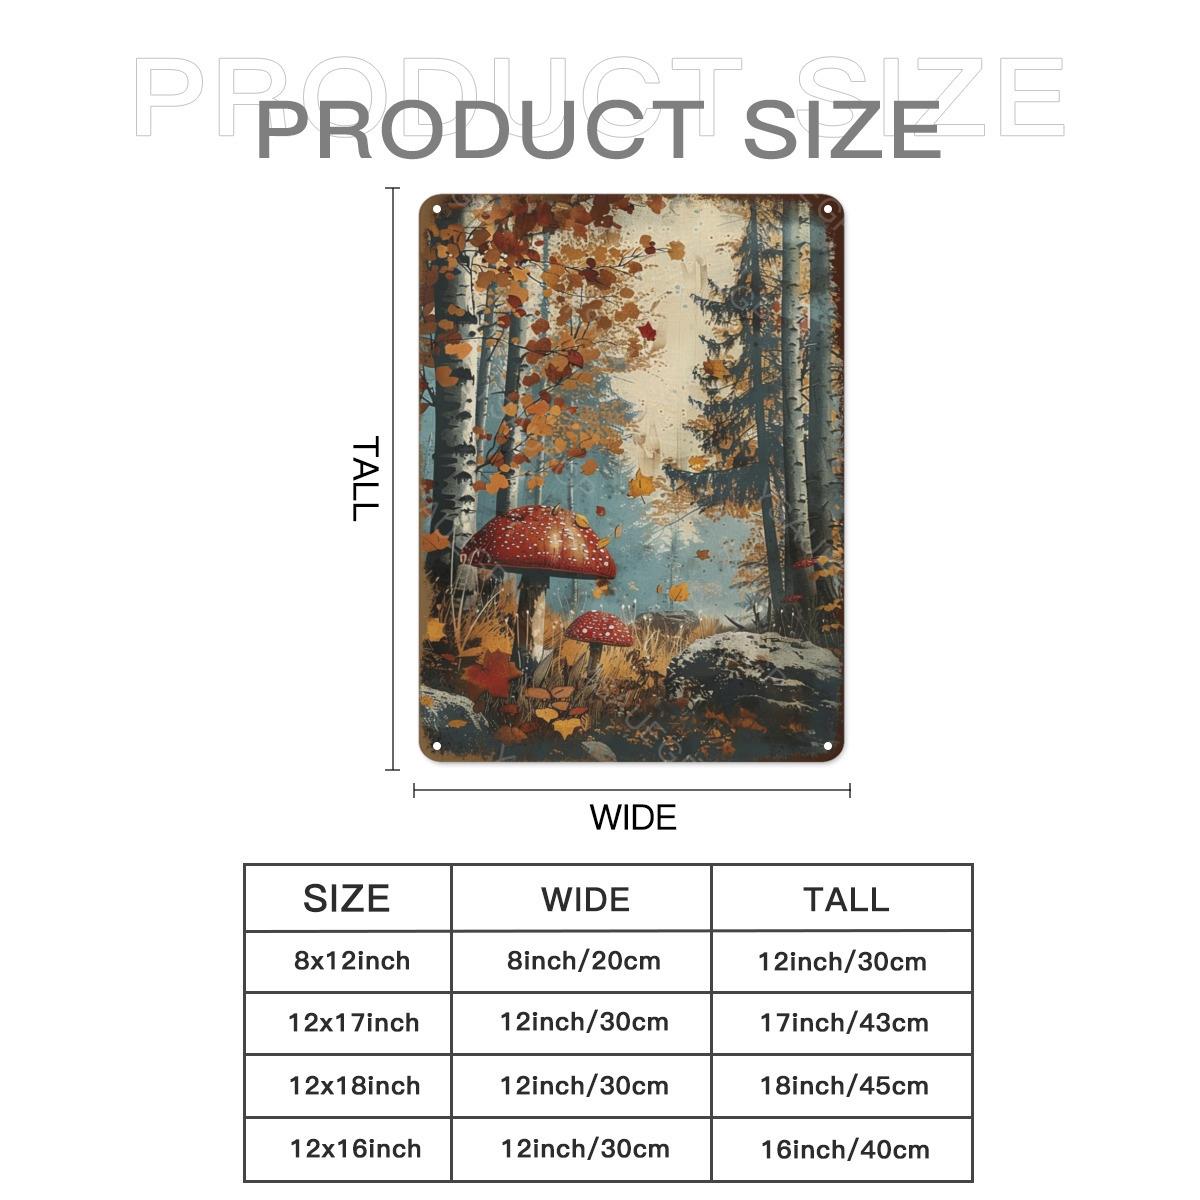 PRODUCT SIZE
PRODUCT SIZE
TALL
WIDE
SIZE WIDE TALL
8x12inch 8inch/20cm 12inch/30cm
12x17inch 12inch/30cm 17inch/43cm
12x18inch 12inch/30cm 18inch/45cm
12x16inch 12inch/30cm 16inch/40cm